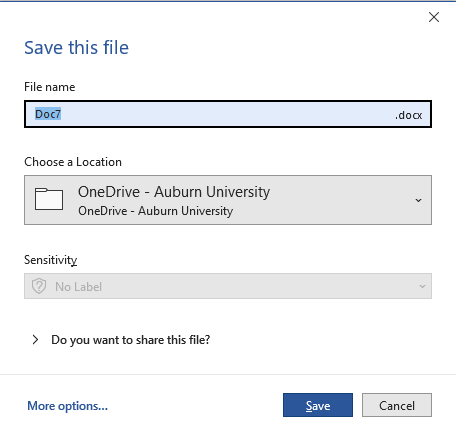 Save this file
File name
Doc7 .docx
Choose a Location
OneDrive - Auburn University
OneDrive - Auburn University
Sensitivity
No Label
Do you want to share this file?
More options... Save Cancel